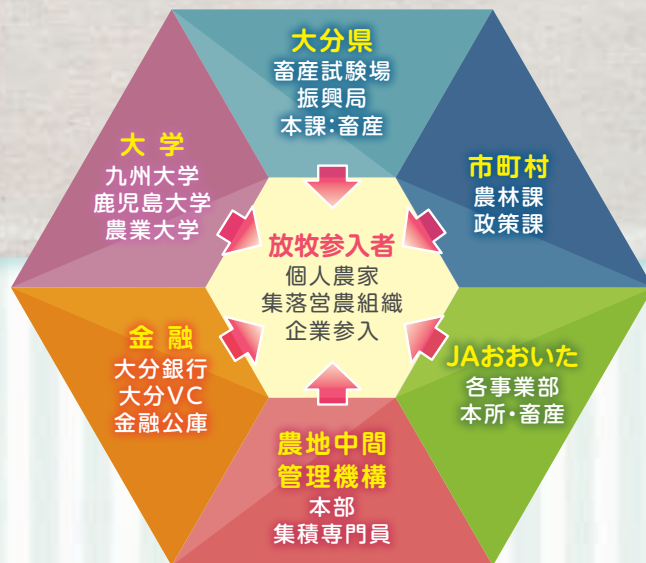 大分県
畜産試験場
振興局
本課:畜産
市町村
農林課
政策課
JAおおいた
各事業部
本所・畜産
農地中間
管理機構
本部
集積専門員
金 融
大分銀行
大分VC
金融公庫
大 学
九州大学
鹿児島大学
農業大学
放牧参入者
個人農家
集落営農組織
企業参入